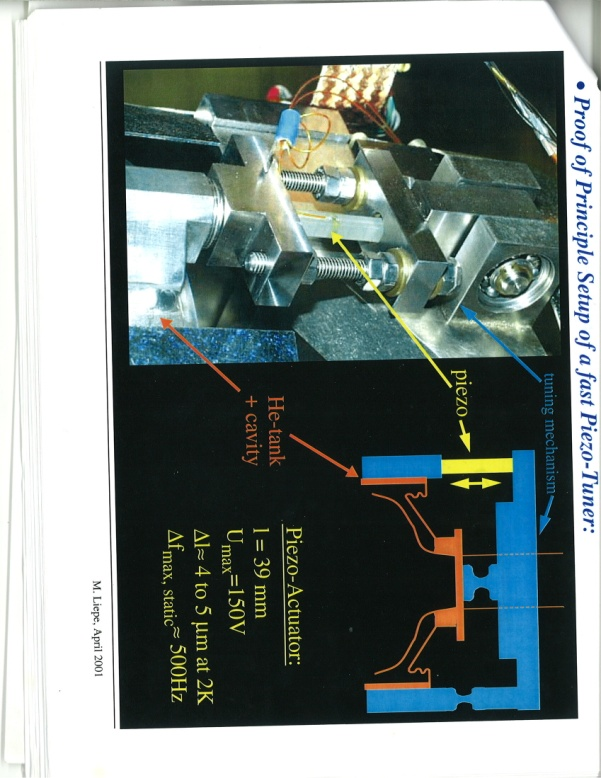 • Proof of Principle Setup of a fast Piezo-Tuner:
tuning mechanism
piezo
He-tank
+ cavity
Piezo-Actuator:
l = 39 mm
Umax=150V
Δl≈ 4 to 5 μm at 2K
Δfmax, static≈ 500Hz
M. Liepe, April 2001